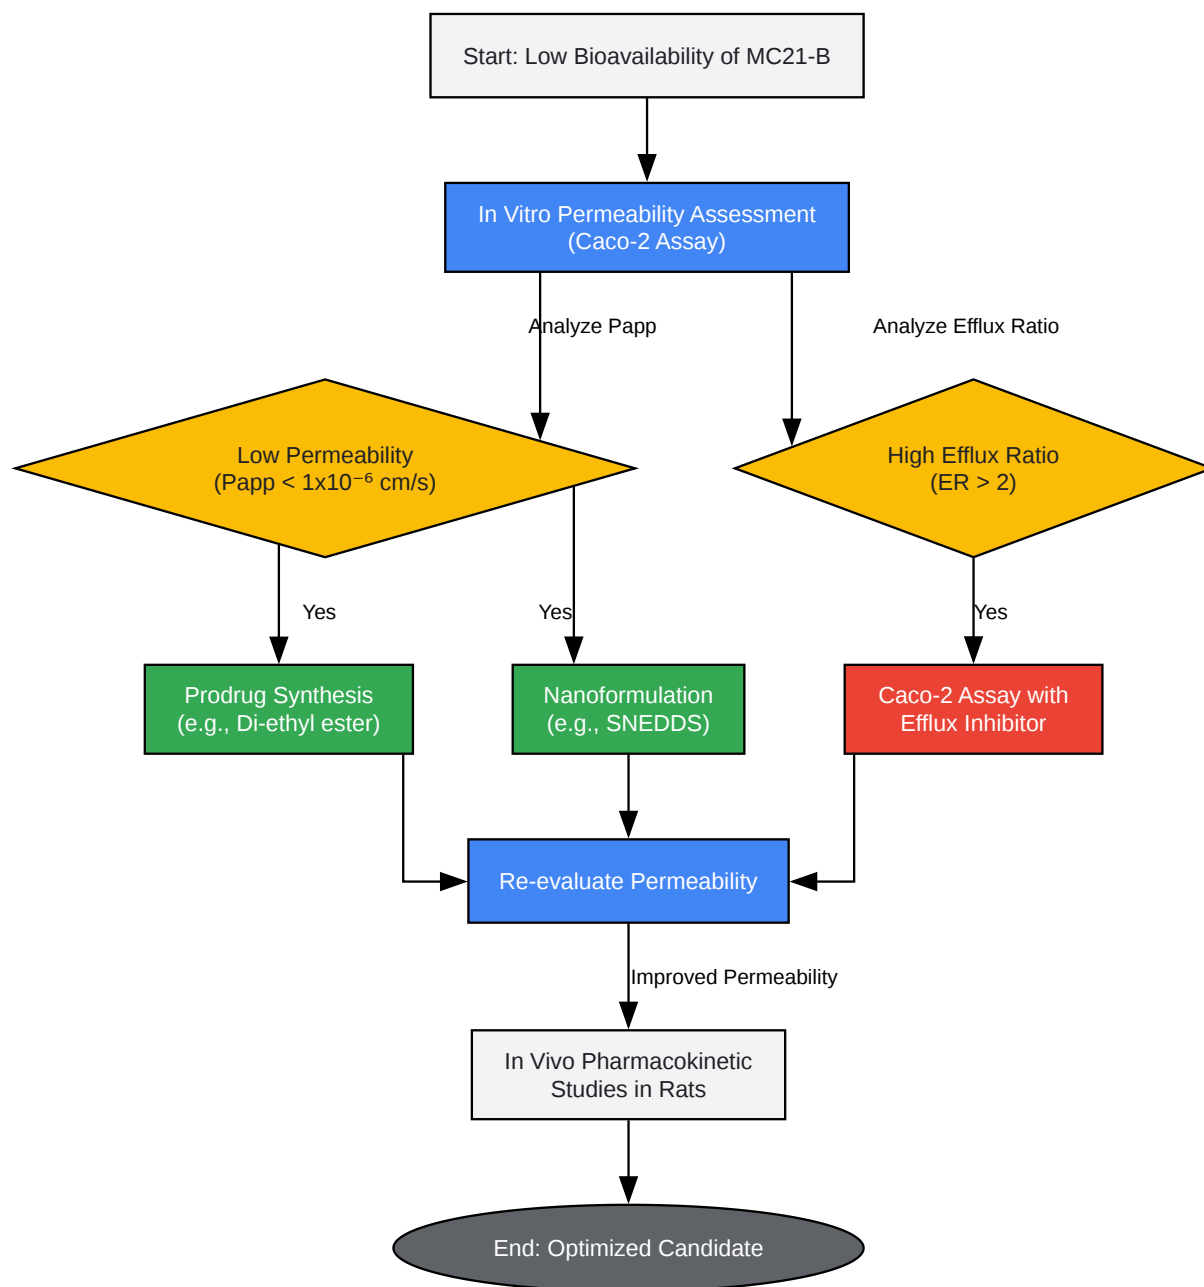 Start: Low Bioavailability of MC21-B
In Vitro Permeability Assessment
(Caco-2 Assay)
Analyze Papp
Analyze Efflux Ratio
Low Permeability
(Papp < 1x10⁻⁶ cm/s)
High Efflux Ratio
(ER > 2)
Yes
Yes
Yes
Prodrug Synthesis
(e.g., Di-ethyl ester)
Nanoformulation
(e.g., SNEDDS)
Caco-2 Assay with
Efflux Inhibitor
Re-evaluate Permeability
Improved Permeability
In Vivo Pharmacokinetic
Studies in Rats
End: Optimized Candidate